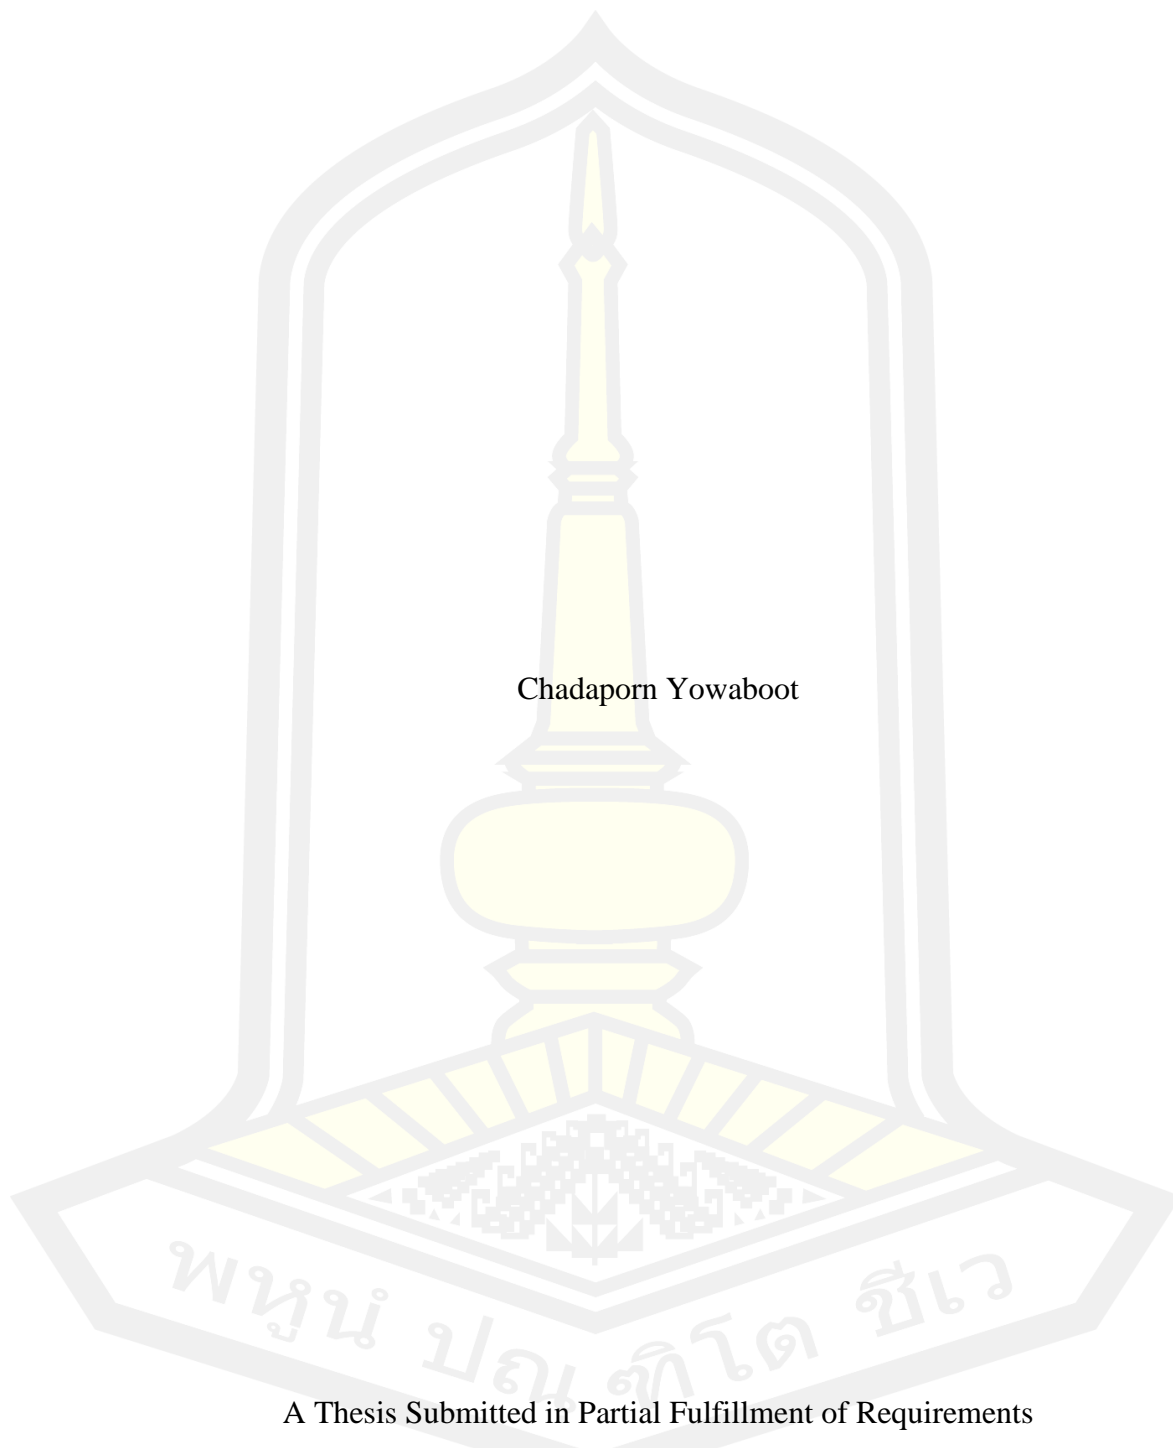 Chadaporn Yowaboot
พหูนํ ปณฺฑิโต ชีเว
A Thesis Submitted in Partial Fulfillment of Requirements